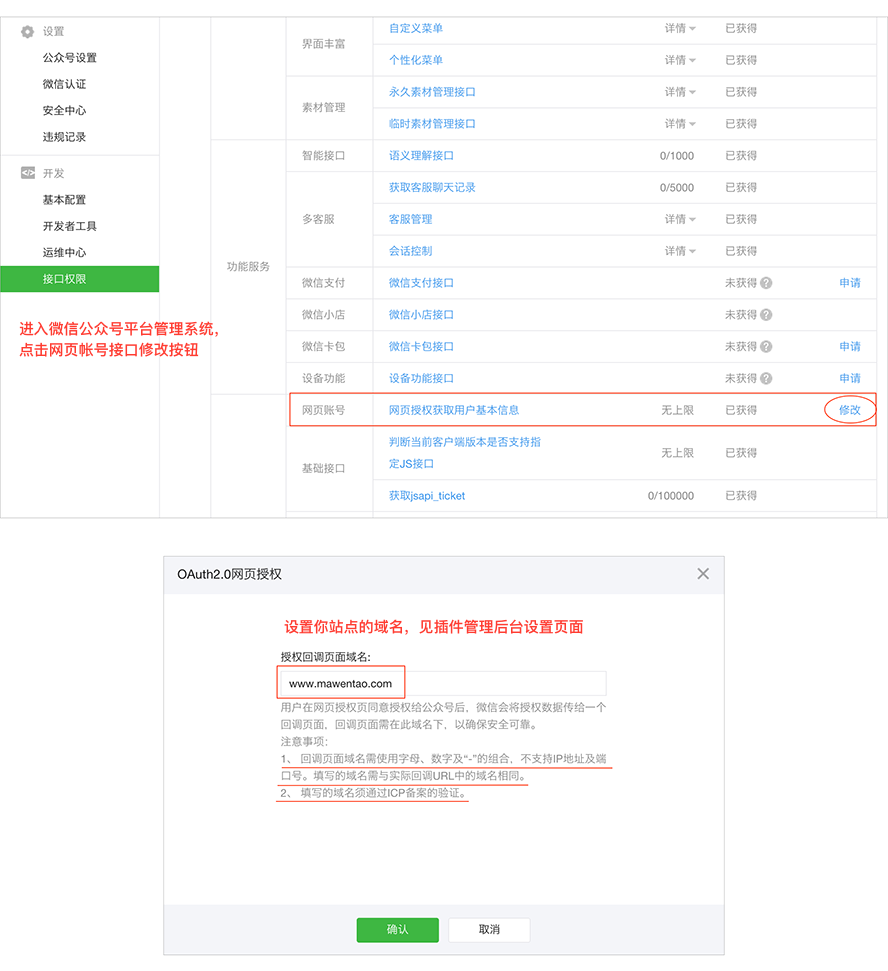 设置
公众号设置
微信认证
安全中心
违规记录
开发
基本配置
开发者工具
运维中心
接口权限
进入微信公众号平台管理系统，
点击网页帐号接口修改按钮
功能服务
界面丰富
自定义菜单 详情 已获得
个性化菜单 详情 已获得
素材管理
永久素材管理接口 详情 已获得
临时素材管理接口 详情 已获得
智能接口 语义理解接口 0/1000 已获得
多客服
获取客服聊天记录 0/5000 已获得
客服管理 详情 已获得
会话控制 详情 已获得
微信支付 微信支付接口 未获得 ? 申请
微信小店 微信小店接口 未获得 ?
微信卡包 微信卡包接口 未获得 ? 申请
设备功能 设备功能接口 未获得 ? 申请
网页账号 网页授权获取用户基本信息 无上限 已获得 修改
基础接口
判断当前客户端版本是否支持指
定JS接口 无上限 已获得
获取jsapi_ticket 0/100000 已获得
OAuth2.0网页授权
设置你站点的域名，见插件管理后台设置页面
授权回调页面域名:
www.mawentao.com
用户在网页授权页同意授权给公众号后，微信会将授权数据传给一个
回调页面，回调页面需在此域名下，以确保安全可靠。
注意事项:
1、 回调页面域名需使用字母、数字及“-”的组合，不支持IP地址及端
口号。填写的域名需与实际回调URL中的域名相同。
2、 填写的域名须通过ICP备案的验证。
确认
取消